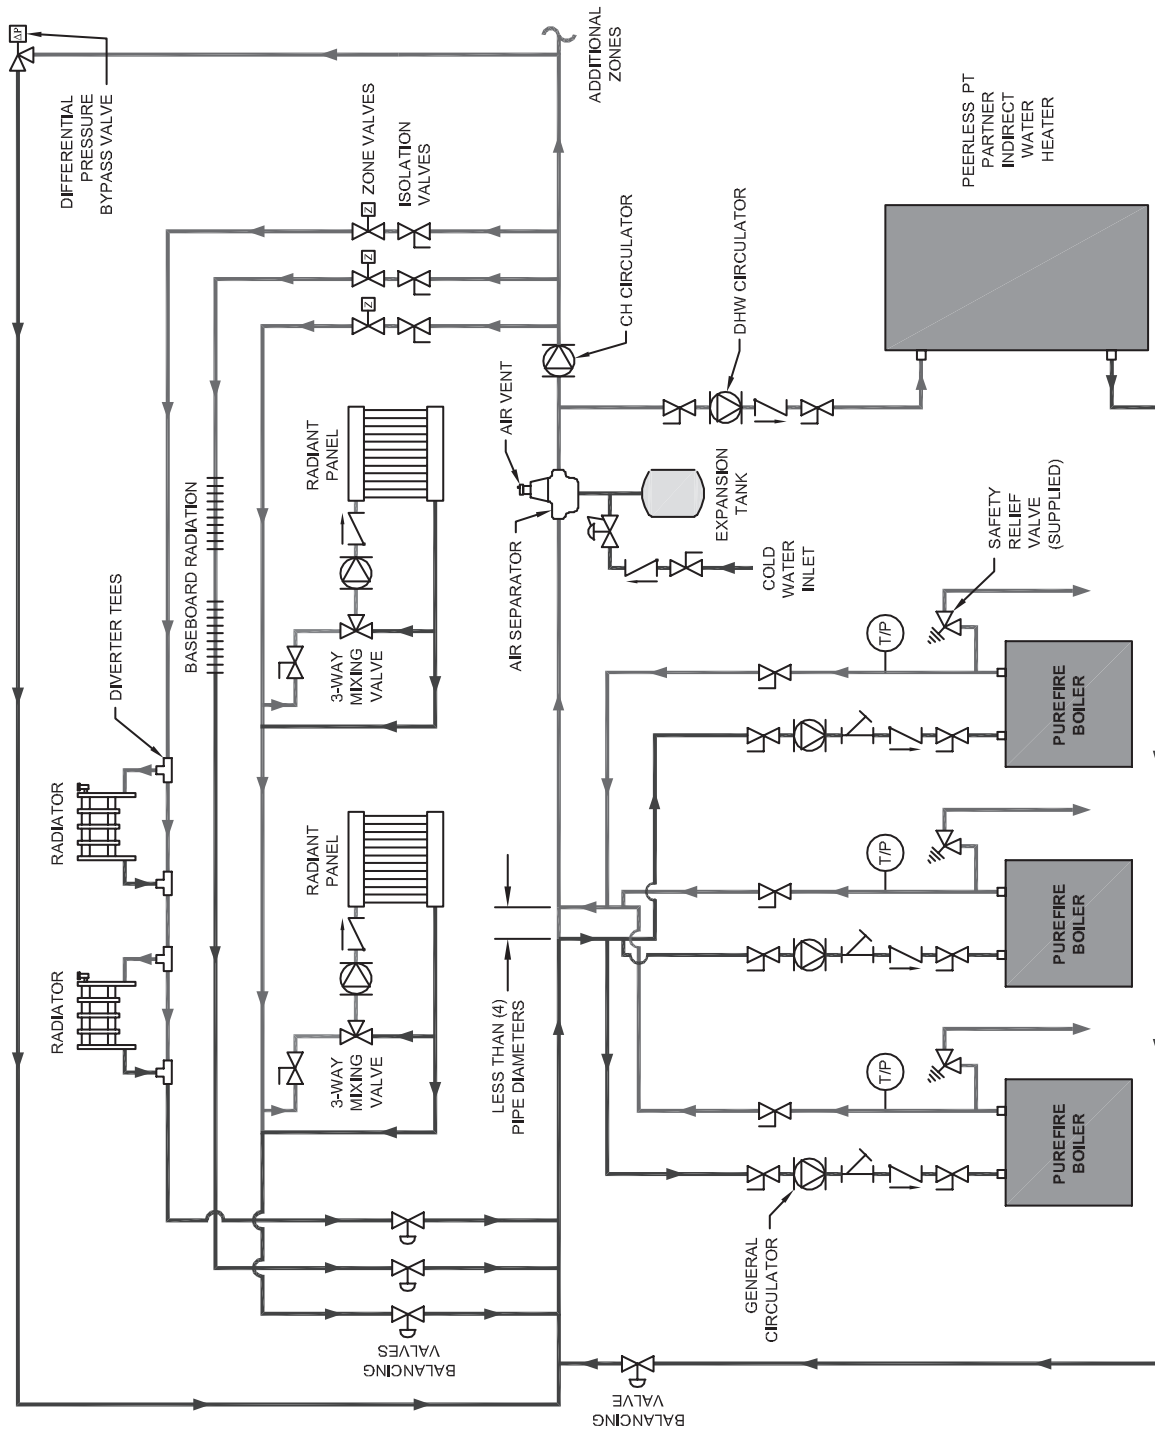 DIFFERENTIAL
PRESSURE
BYPASS VALVE
ΔP
ZONE VALVES
ISOLATION
VALVES
Z
Z
Z
ADDITIONAL
ZONES
PEERLESS PT
PARTNER
INDIRECT
WATER
HEATER
CH CIRCULATOR
DHW CIRCULATOR
AIR VENT
AIR SEPARATOR
EXPANSION
TANK
COLD
WATER
INLET
SAFETY
RELIEF
VALVE
(SUPPLIED)
RADIANT
PANEL
BASEBOARD RADIATION
DIVERTER TEES
3-WAY
MIXING
VALVE
RADIATOR
RADIANT
PANEL
RADIATOR
3-WAY
MIXING
VALVE
LESS THAN (4)
PIPE DIAMETERS
T/P
PUREFIRE
BOILER
T/P
PUREFIRE
BOILER
T/P
PUREFIRE
BOILER
GENERAL
CIRCULATOR
BALANCING
VALVES
BALANCING
VALVE